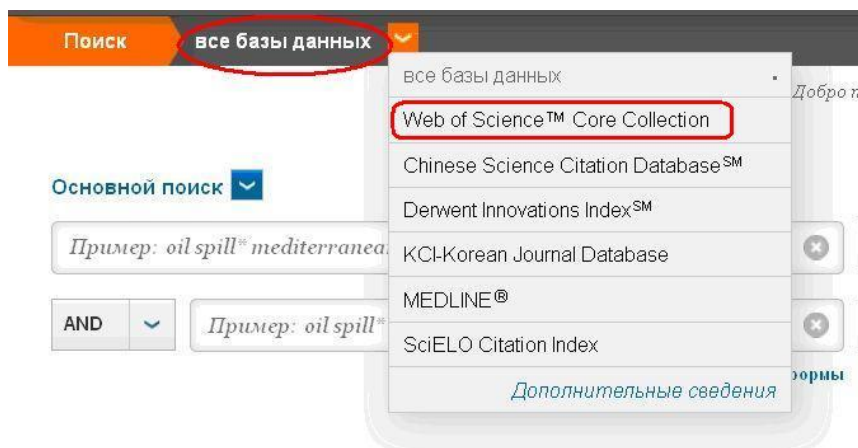 Поиск все базы данных
все базы данных
Добро п
Web of Science™ Core Collection
Chinese Science Citation Database℠
Основной поиск
Derwent Innovations Index℠
Пример: oil spill* mediterranea
KCI-Korean Journal Database
MEDLINE®
AND Пример: oil spill*
SciELO Citation Index
ормы
Дополнительные сведения